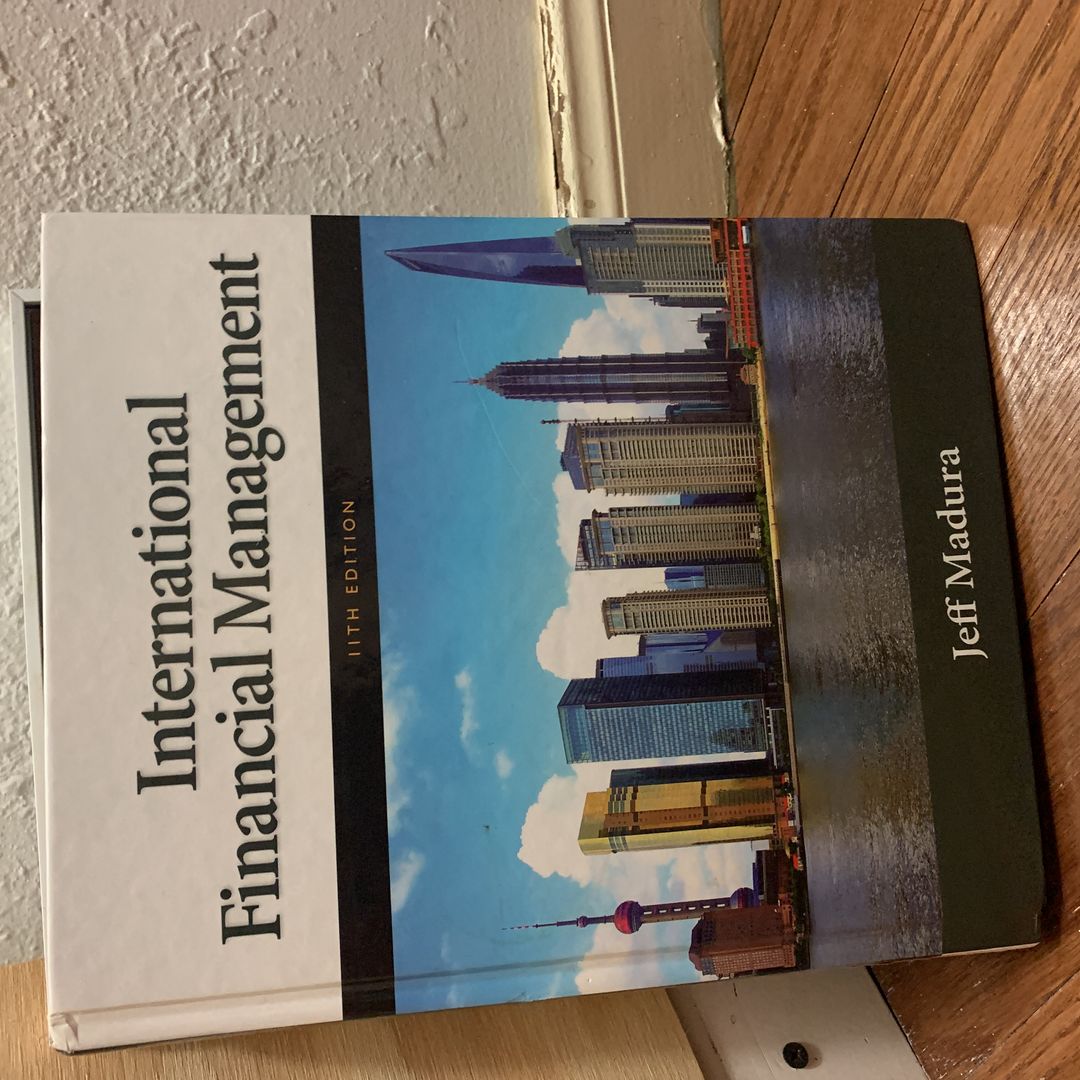 International
Financial Management
11TH EDITION
Jeff Madura